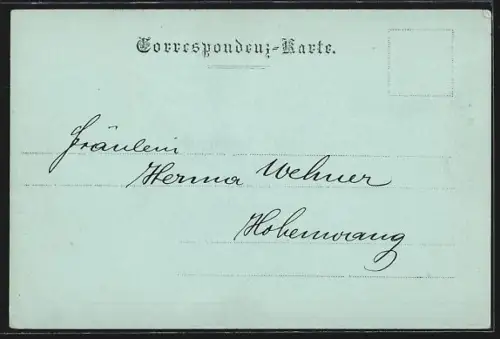 Correspondenz-Karte.
Fräulein
Herma Wehner
Hohenwang